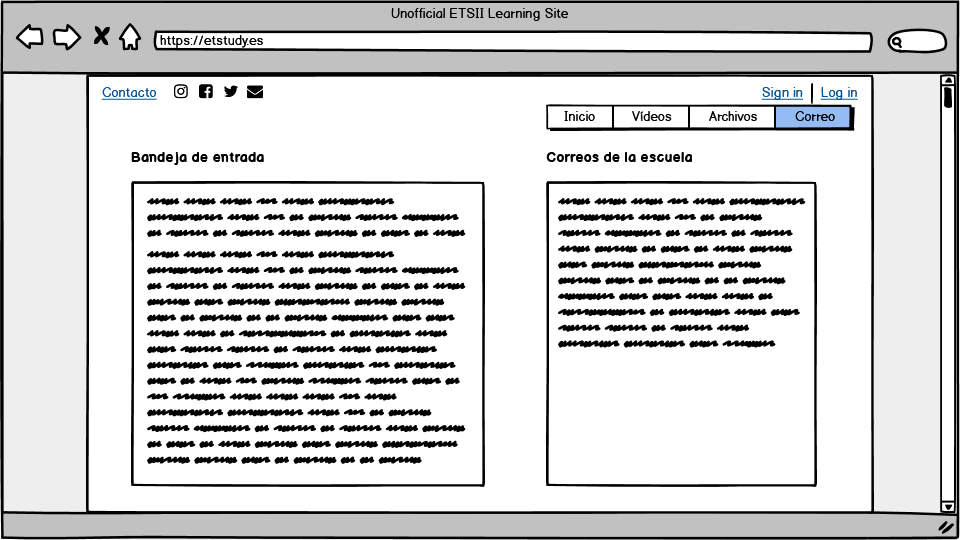 Unofficial ETSII Learning Site
https://etstudy.es
Contacto
Sign in
Log in
Inicio
Vídeos
Archivos
Correo
Bandeja de entrada
Correos de la escuela